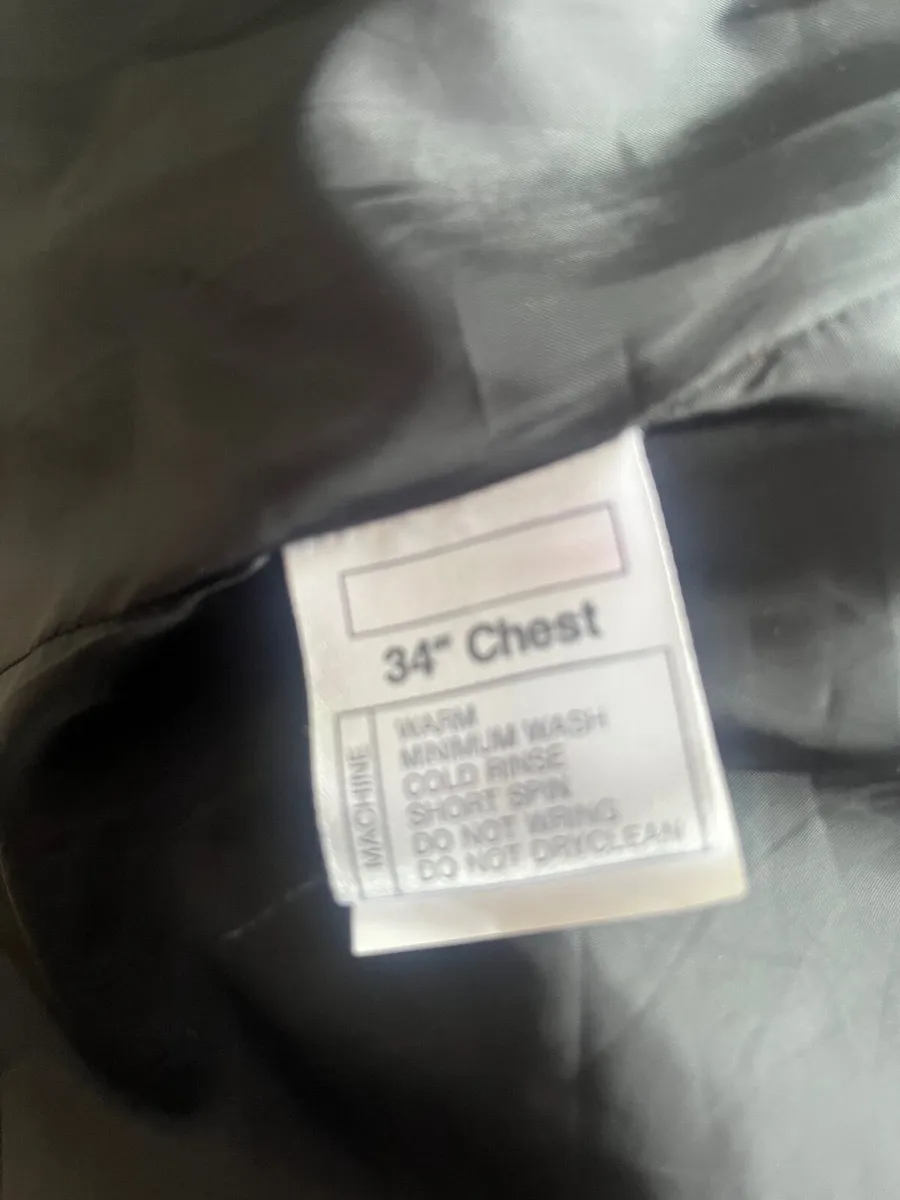 34" Chest
MACHINE
WARM
MINIMUM WASH
COLD RINSE
SHORT SPIN
DO NOT WRING
DO NOT DRYCLEAN